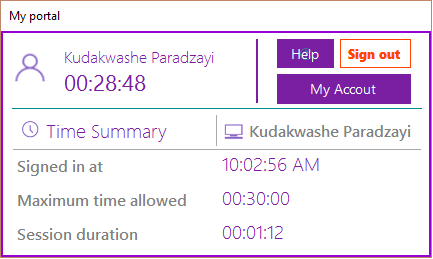 My portal
Kudakwashe Paradzayi
00:28:48
Help
Sign out
My Accout
Time Summary
Kudakwashe Paradzayi
Signed in at 10:02:56 AM
Maximum time allowed 00:30:00
Session duration 00:01:12